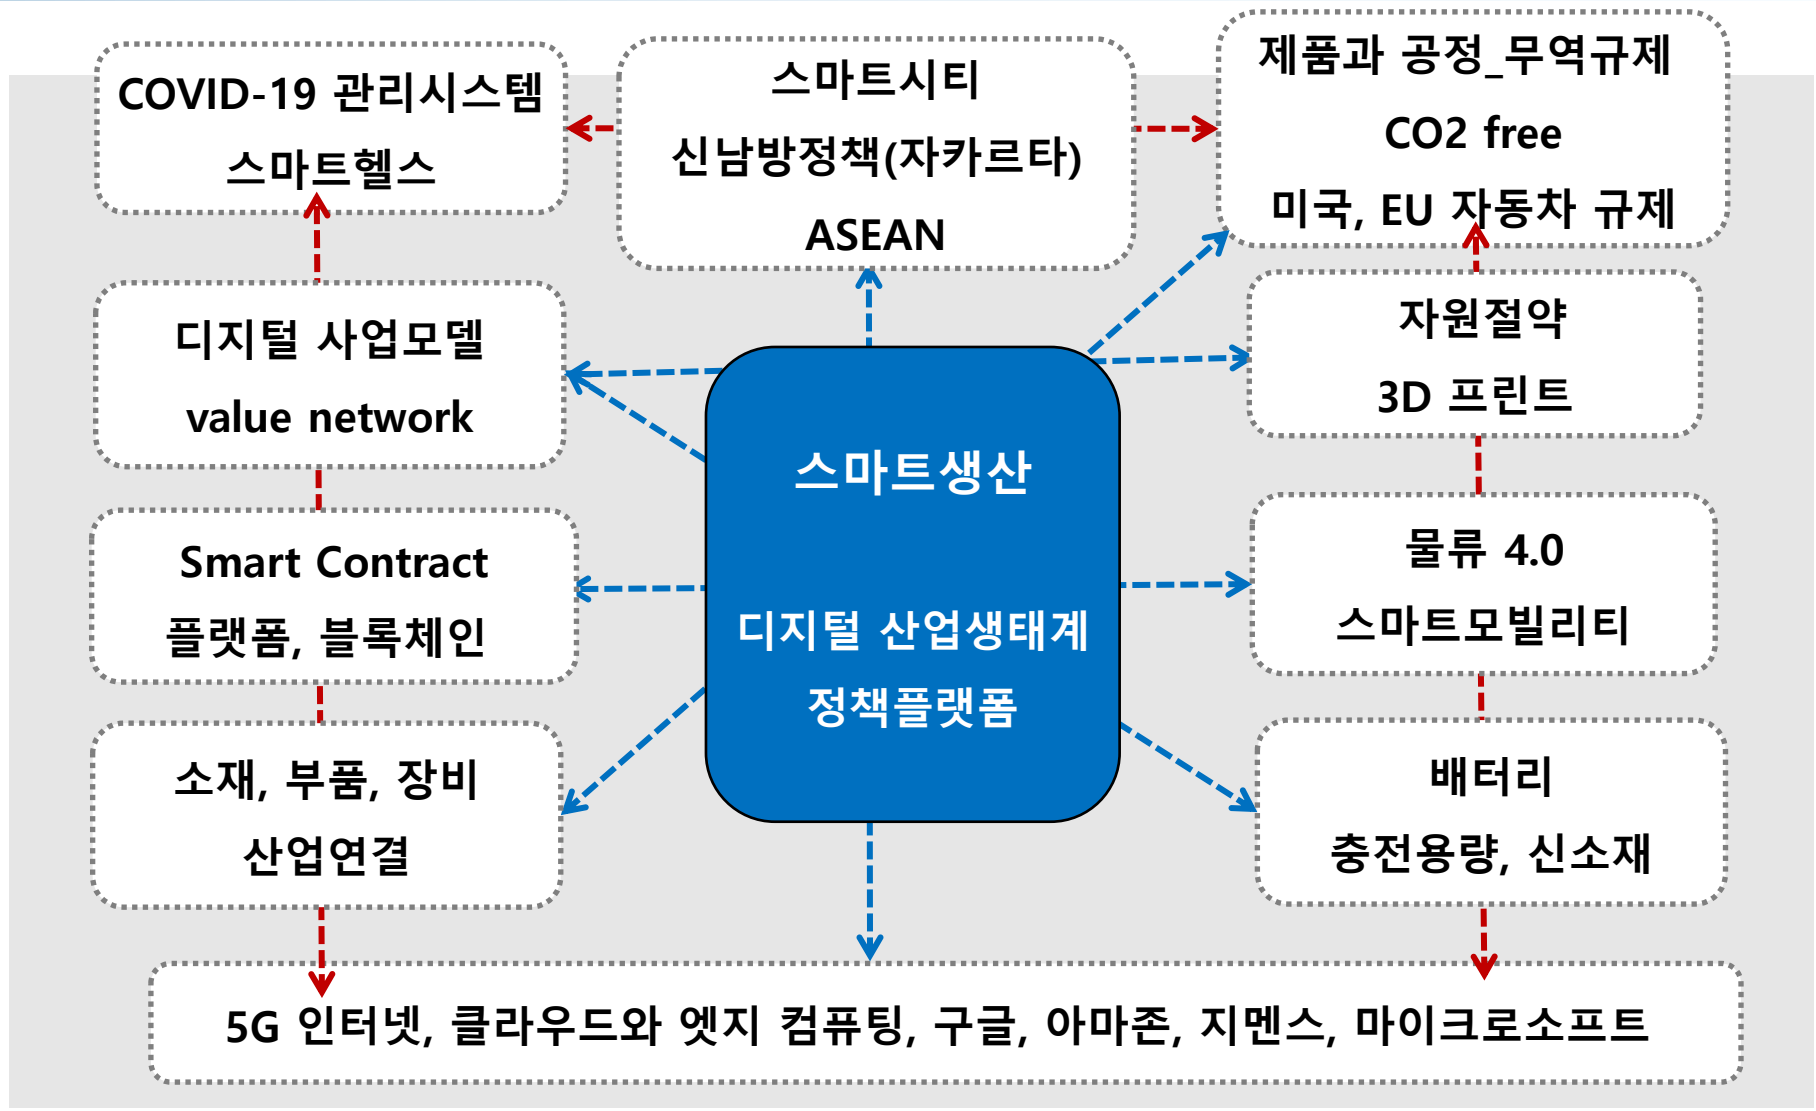 COVID-19 관리시스템
스마트헬스
스마트시티
신남방정책(자카르타)
ASEAN
제품과 공정_무역규제
CO2 free
미국, EU 자동차 규제
디지털 사업모델
value network
자원절약
3D 프린트
스마트생산
디지털 산업생태계
정책플랫폼
Smart Contract
플랫폼, 블록체인
물류 4.0
스마트모빌리티
소재, 부품, 장비
산업연결
배터리
충전용량, 신소재
5G 인터넷, 클라우드와 엣지 컴퓨팅, 구글, 아마존, 지멘스, 마이크로소프트